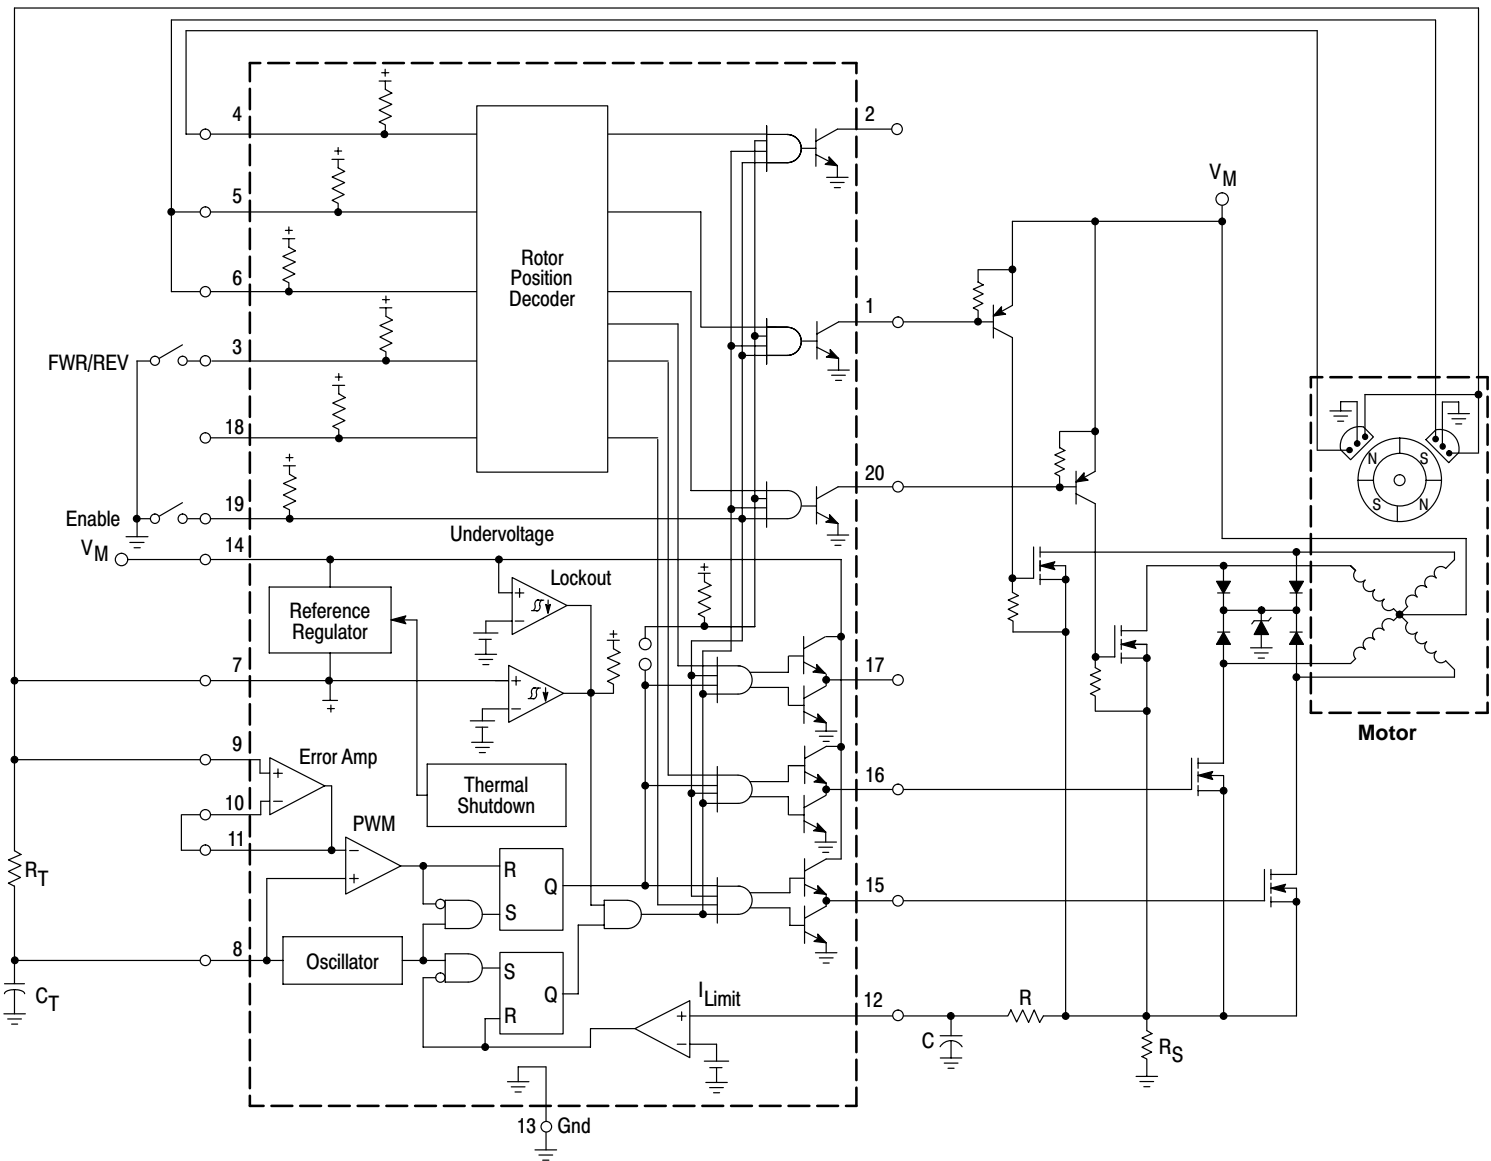 4
2
5
V_M
Rotor
Position
Decoder
6
1
3
FWR/REV
18
20
N
S
S
N
19
Enable
Undervoltage
V_M
14
Lockout
Reference
Regulator
7
17
Motor
9
Error Amp
Thermal
Shutdown
16
10
PWM
11
R_T
R
Q
S
15
8
Oscillator
S
Q
R
C_T
I_Limit
12
R
C
R_S
13
Gnd